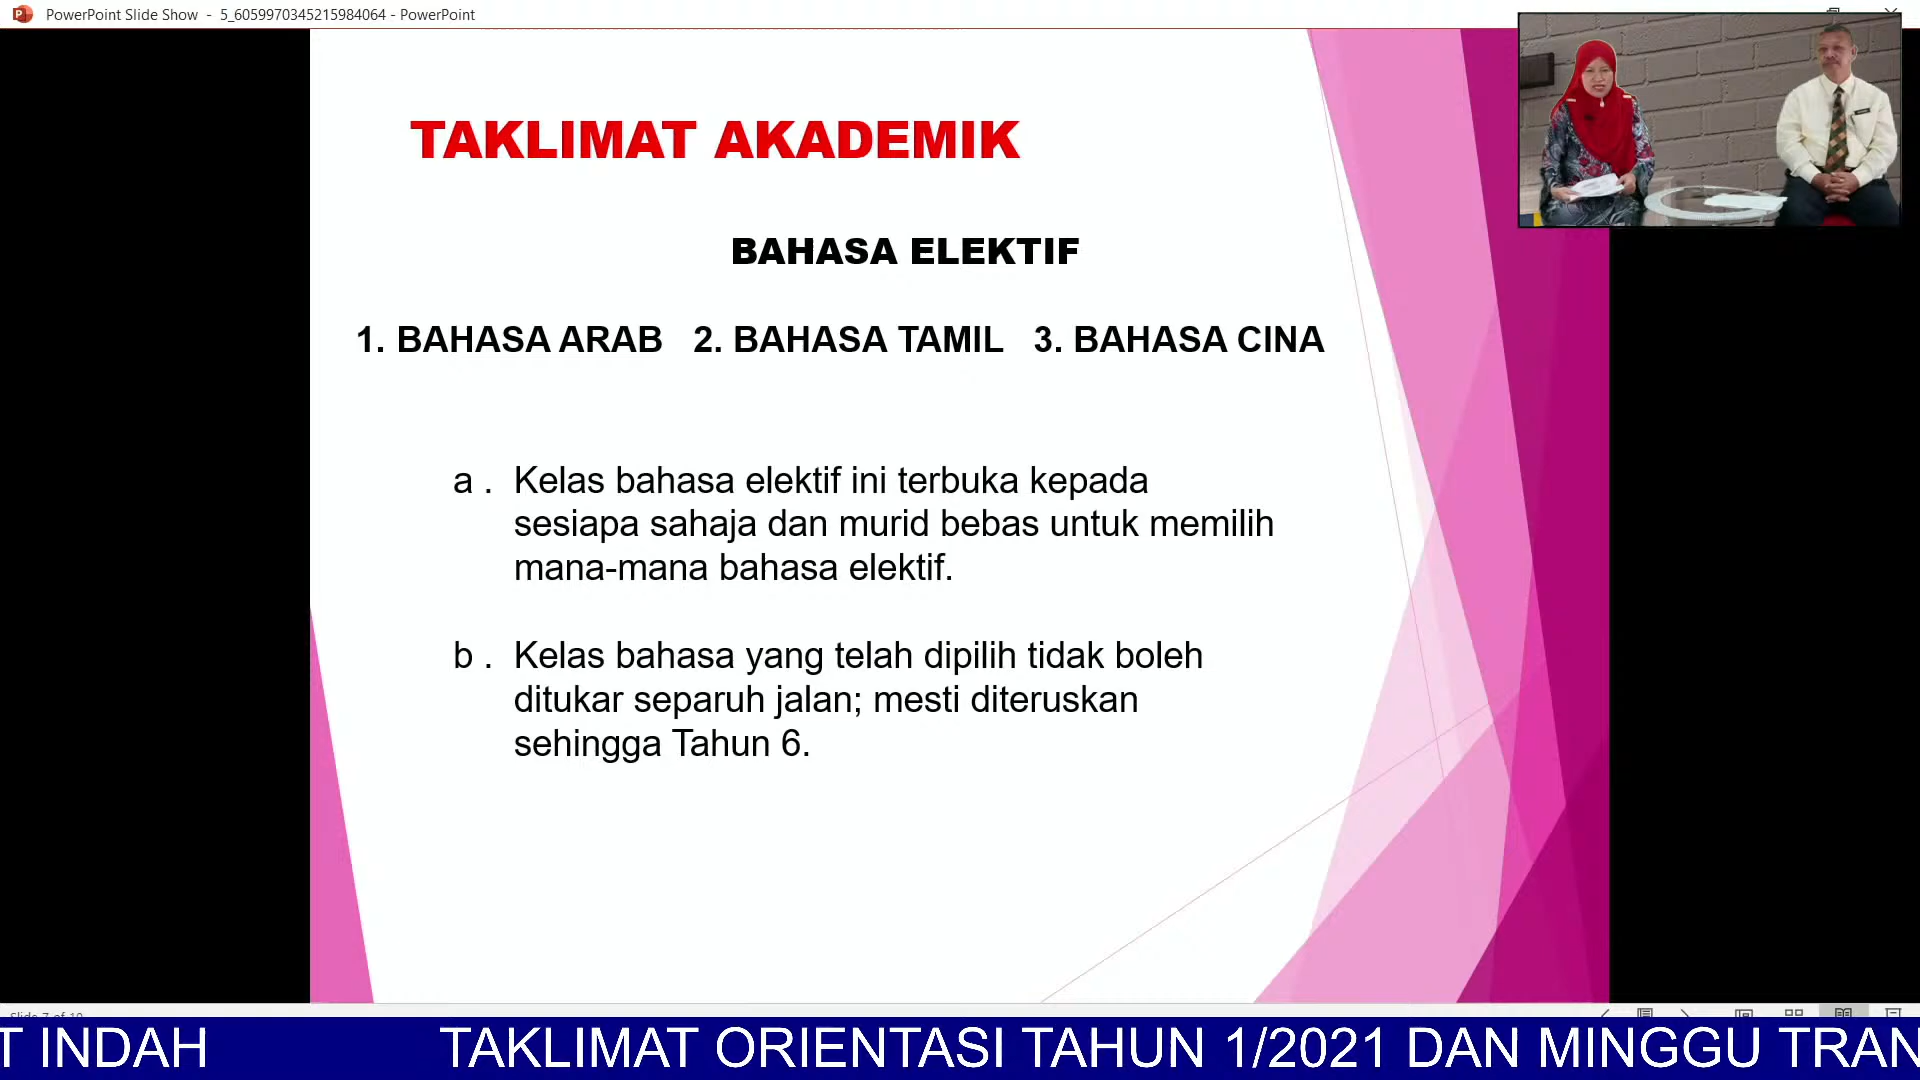 PowerPoint Slide Show - 5_6059970345215984064 - PowerPoint
TAKLIMAT AKADEMIK
BAHASA ELEKTIF
1. BAHASA ARAB 2. BAHASA TAMIL 3. BAHASA CINA
a . Kelas bahasa elektif ini terbuka kepada
sesiapa sahaja dan murid bebas untuk memilih
mana-mana bahasa elektif.
b . Kelas bahasa yang telah dipilih tidak boleh
ditukar separuh jalan; mesti diteruskan
sehingga Tahun 6.
T INDAH TAKLIMAT ORIENTASI TAHUN 1/2021 DAN MINGGU TRAN